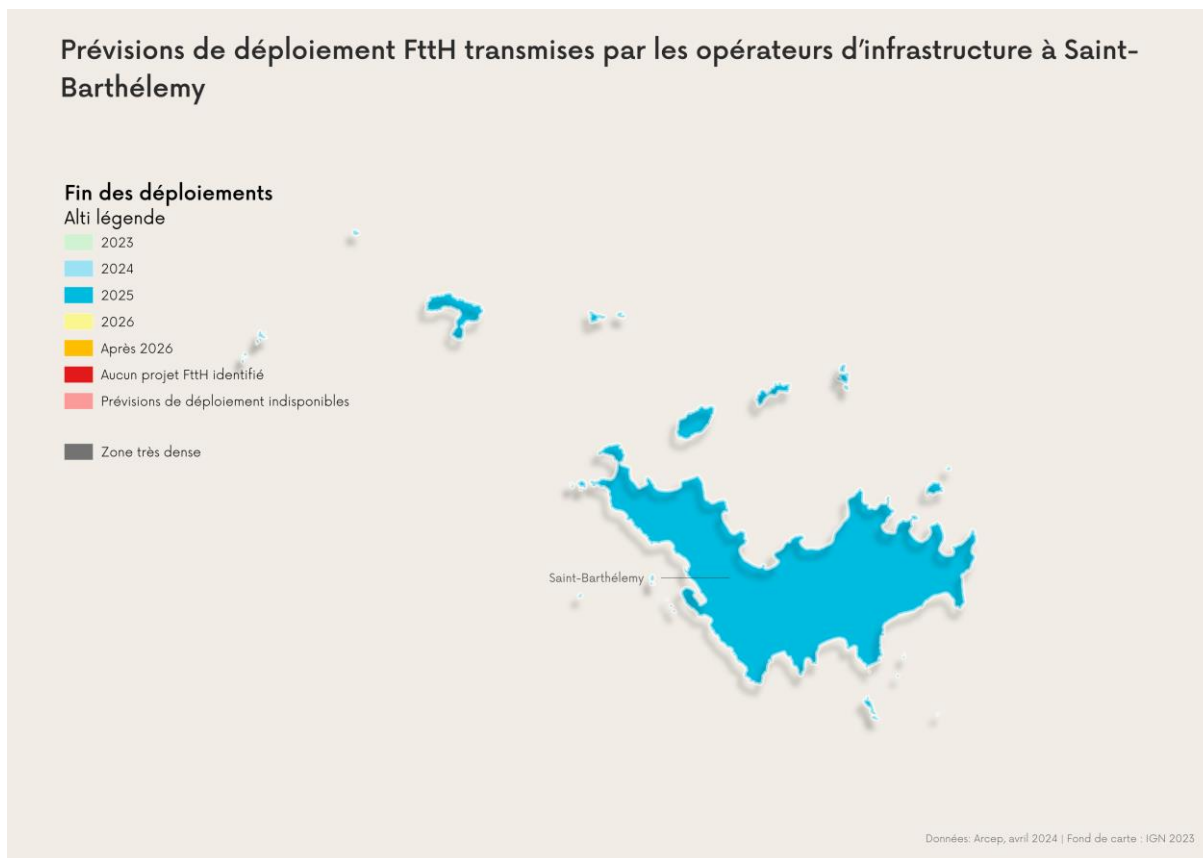 Prévisions de déploiement FttH transmises par les opérateurs d’infrastructure à Saint-
Barthélemy
Fin des déploiements
Alti légende
2023
2024
2025
2026
Après 2026
Aucun projet FttH identifié
Prévisions de déploiement indisponibles
Zone très dense
Saint-Barthélemy
Données: Arcep, avril 2024 | Fond de carte : IGN 2023